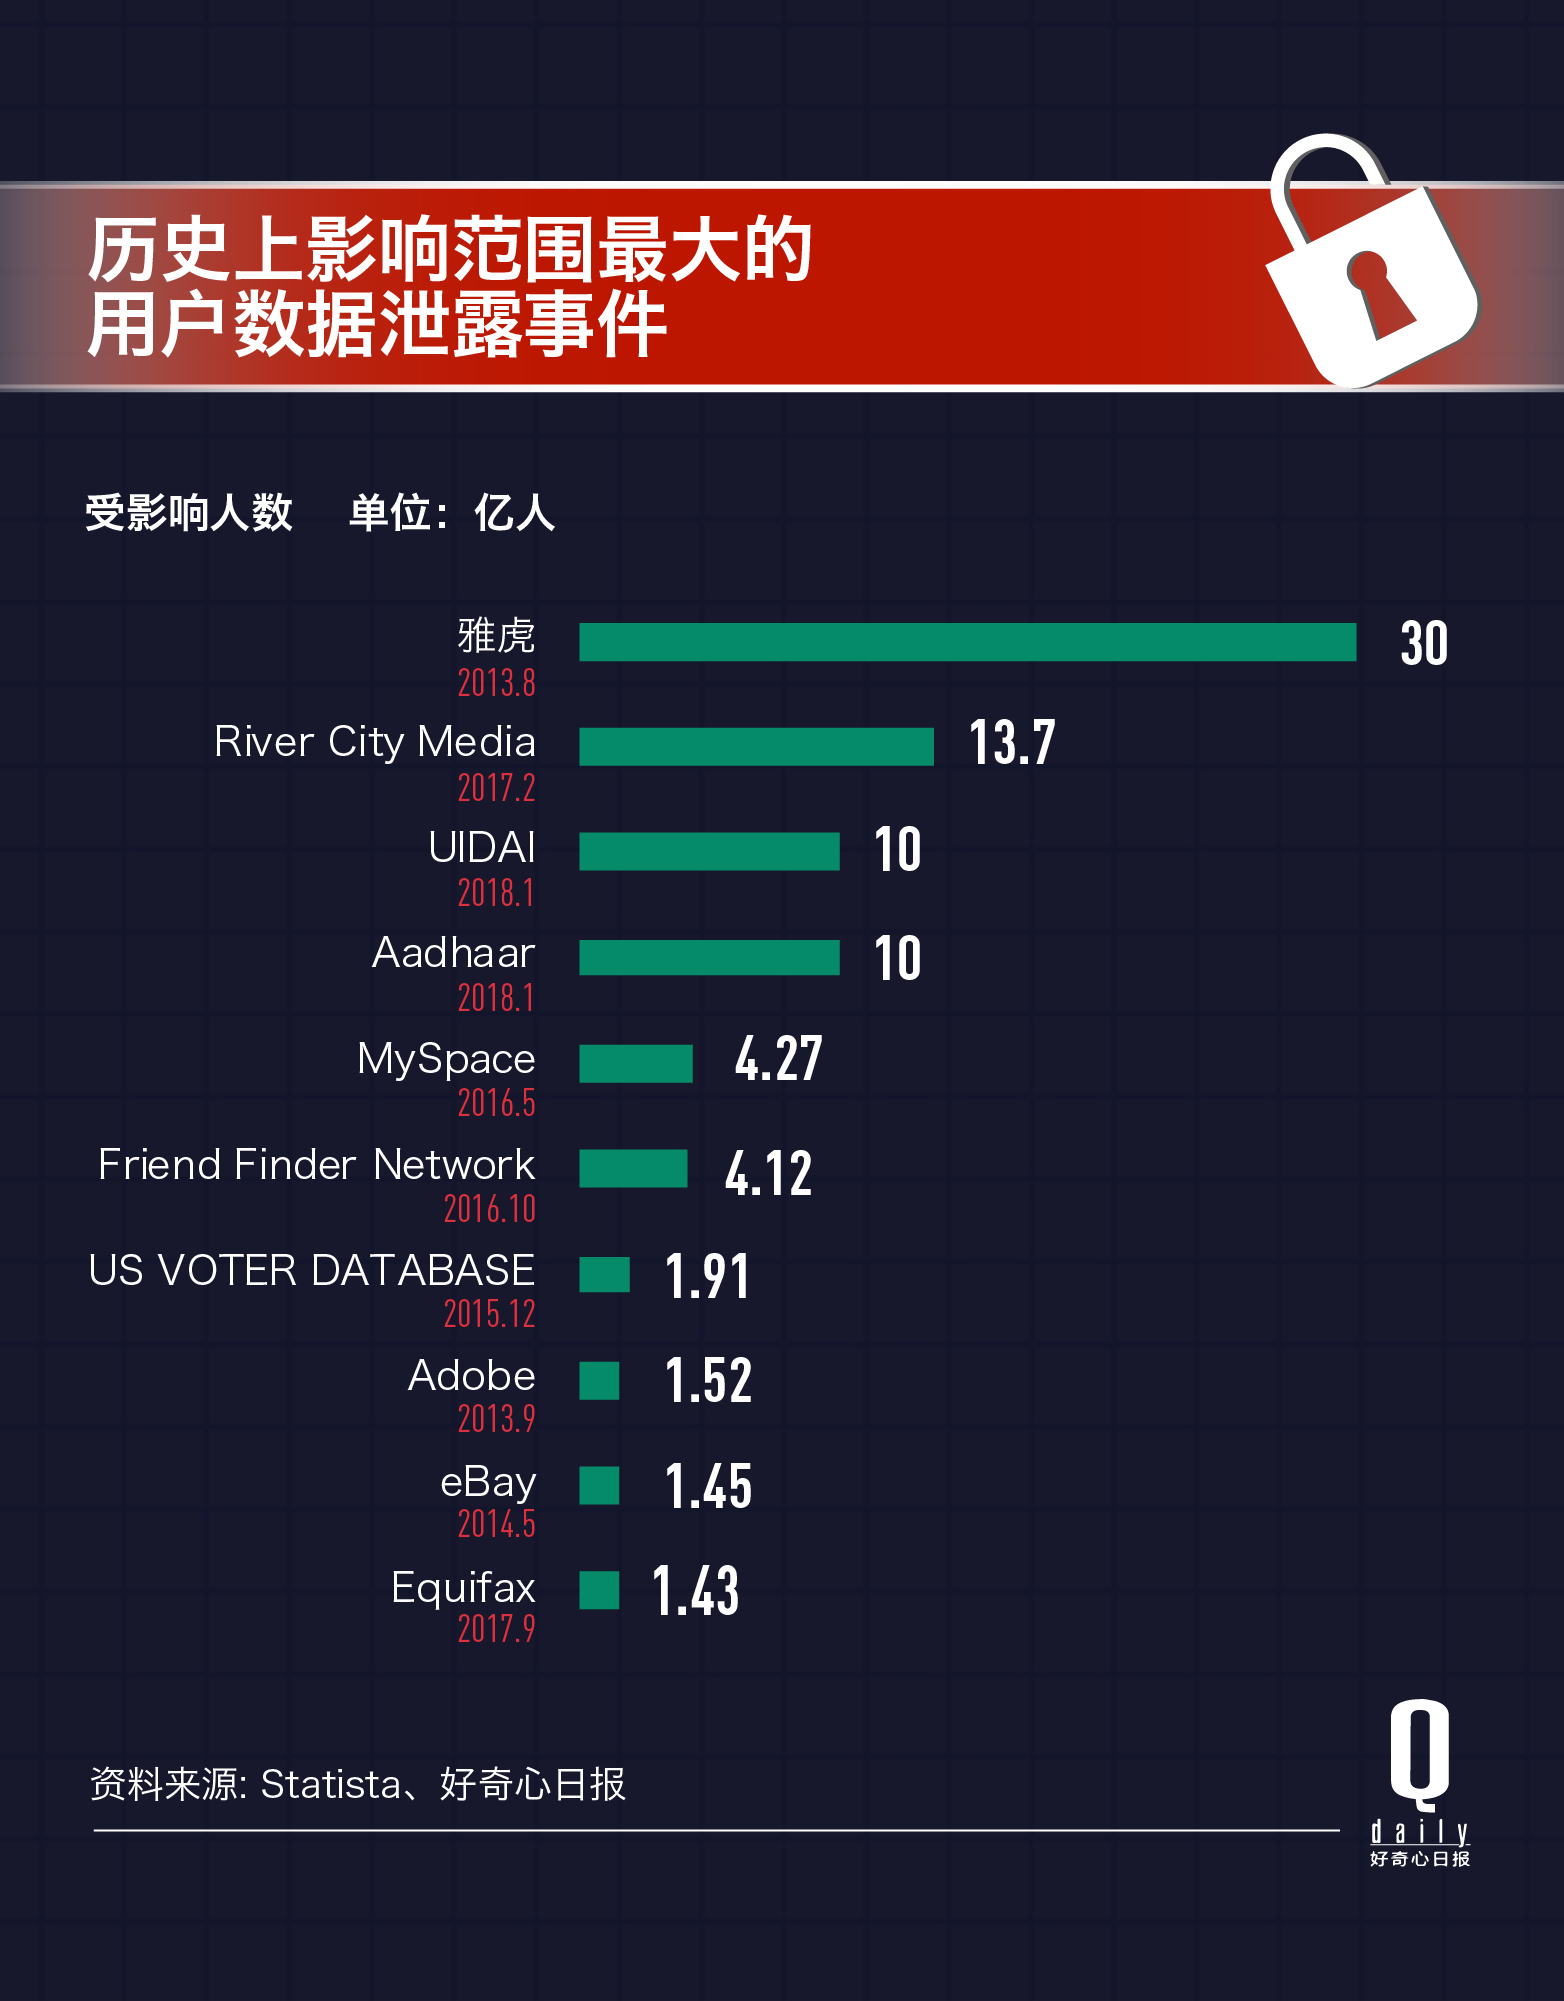 历史上影响范围最大的
用户数据泄露事件
受影响人数 单位：亿人
雅虎 30
2013.8
River City Media 13.7
2017.2
UIDAI 10
2018.1
Aadhaar 10
2018.1
MySpace 4.27
2016.5
Friend Finder Network 4.12
2016.10
US VOTER DATABASE 1.91
2015.12
Adobe 1.52
2013.9
eBay 1.45
2014.5
Equifax 1.43
2017.9
资料来源: Statista、好奇心日报
Q
daily
好奇心日报